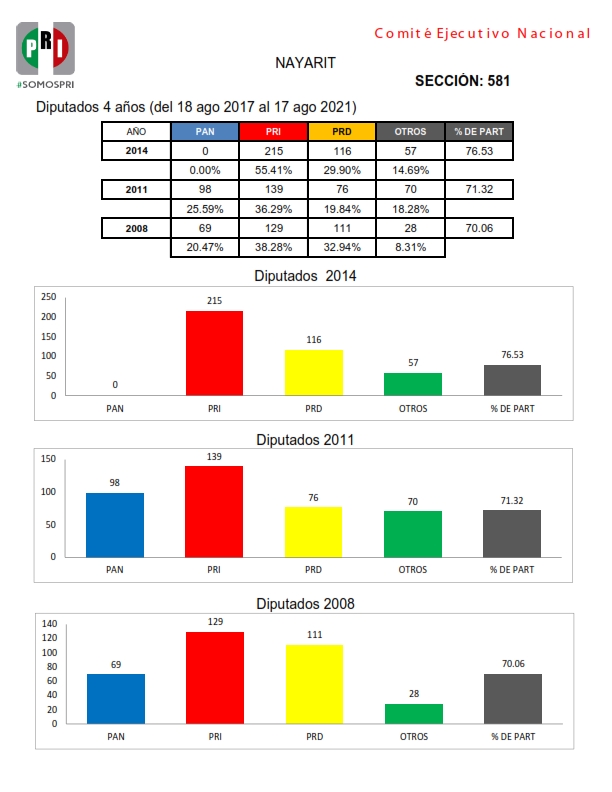 Comité Ejecutivo Nacional
PRI
#SOMOSPRI
NAYARIT
SECCIÓN: 581
Diputados 4 años (del 18 ago 2017 al 17 ago 2021)
AÑO PAN PRI PRD OTROS % DE PART
2014 0 215 116 57 76.53
0.00% 55.41% 29.90% 14.69%
2011 98 139 76 70 71.32
25.59% 36.29% 19.84% 18.28%
2008 69 129 111 28 70.06
20.47% 38.28% 32.94% 8.31%
Diputados 2014
250
200
150
100
50
0
0 215 116 57 76.53
PAN PRI PRD OTROS % DE PART
Diputados 2011
150
100
50
0
98 139 76 70 71.32
PAN PRI PRD OTROS % DE PART
Diputados 2008
140
120
100
80
60
40
20
0
69 129 111 28 70.06
PAN PRI PRD OTROS % DE PART